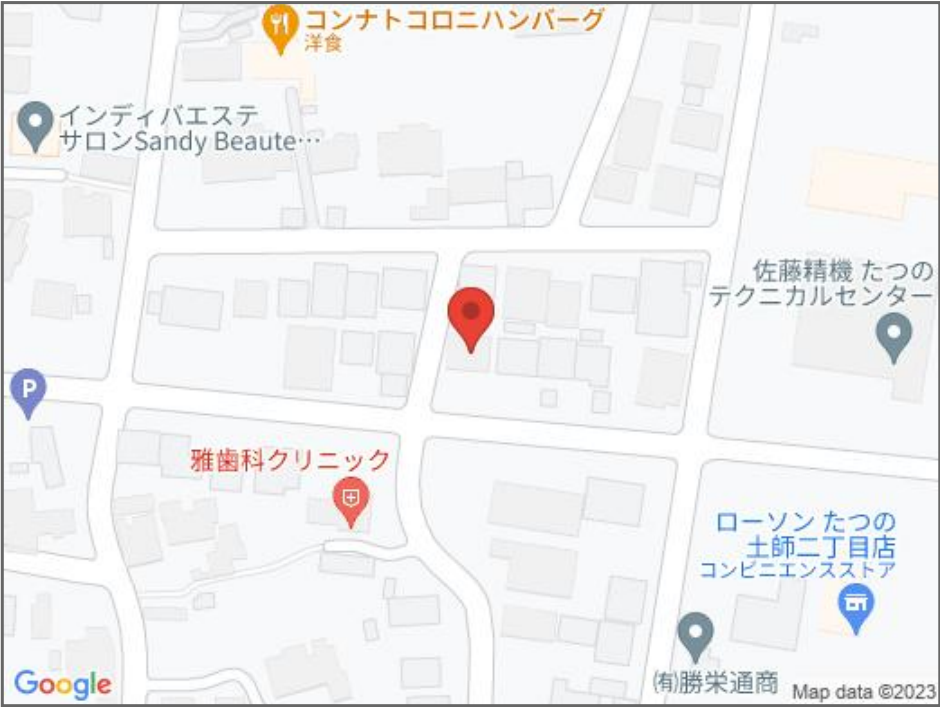 コンナトコロニハンバーグ
洋食
インディバエステ
サロンSandy Beaute…
佐藤精機 たつの
テクニカルセンター
P
雅歯科クリニック
ローソン たつの
土師二丁目店
コンビニエンスストア
㈲勝栄通商
Google
Map data ©2023